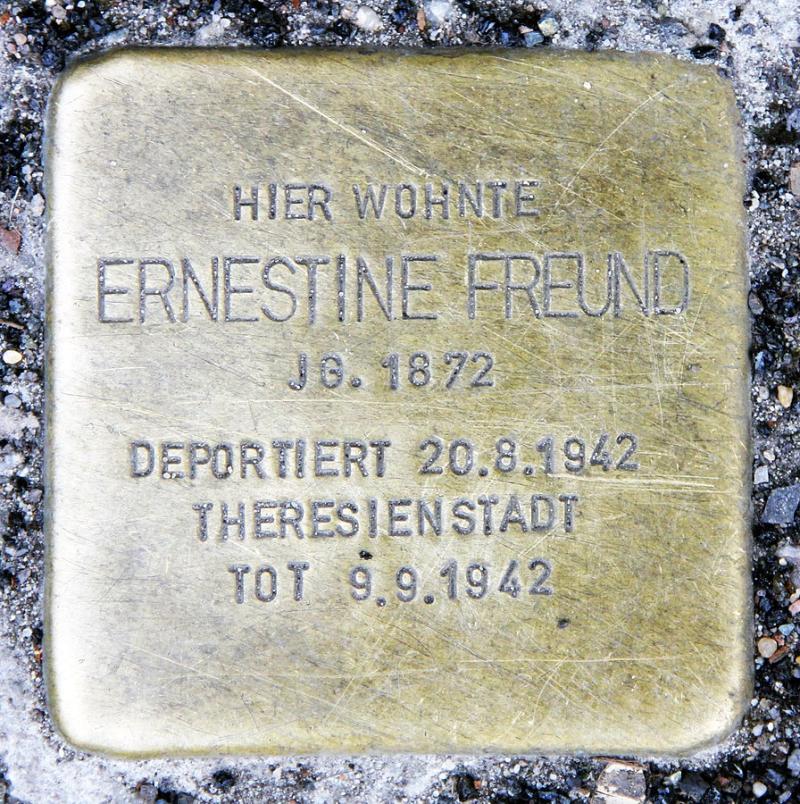 HIER WOHNTE
ERNESTINE FREUND
JG. 1872
DEPORTIERT 20.8.1942
THERESIENSTADT
TOT 9.9.1942